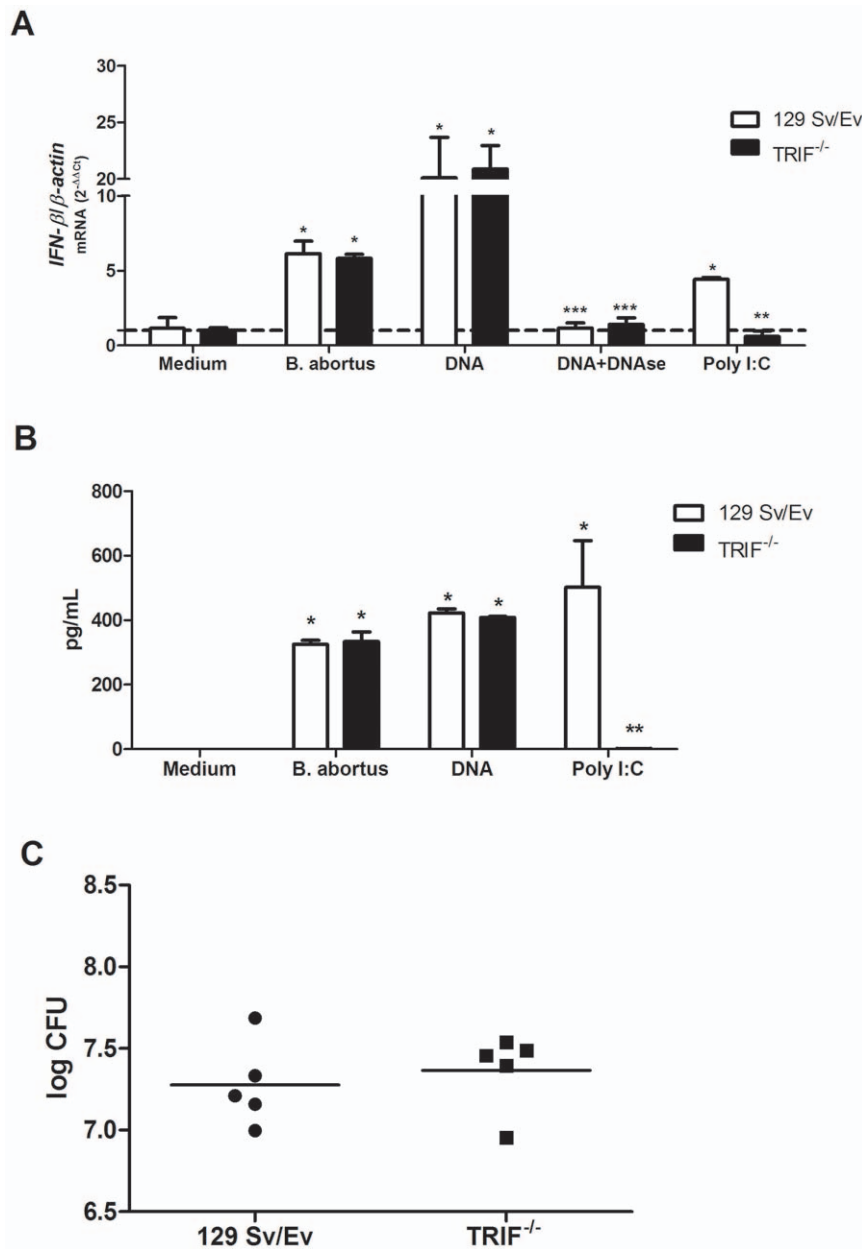 A
30
25
20
10
5
0
IFN-β/β-actin
mRNA (2^-ΔΔCt)
* * * * *** *** * **
Medium B. abortus DNA DNA+DNAse Poly I:C
129 Sv/Ev
TRIF-/-
B
800
600
400
200
0
pg/mL
* * * * * **
Medium B. abortus DNA Poly I:C
129 Sv/Ev
TRIF-/-
C
8.5
8.0
7.5
7.0
6.5
log CFU
129 Sv/Ev TRIF-/-